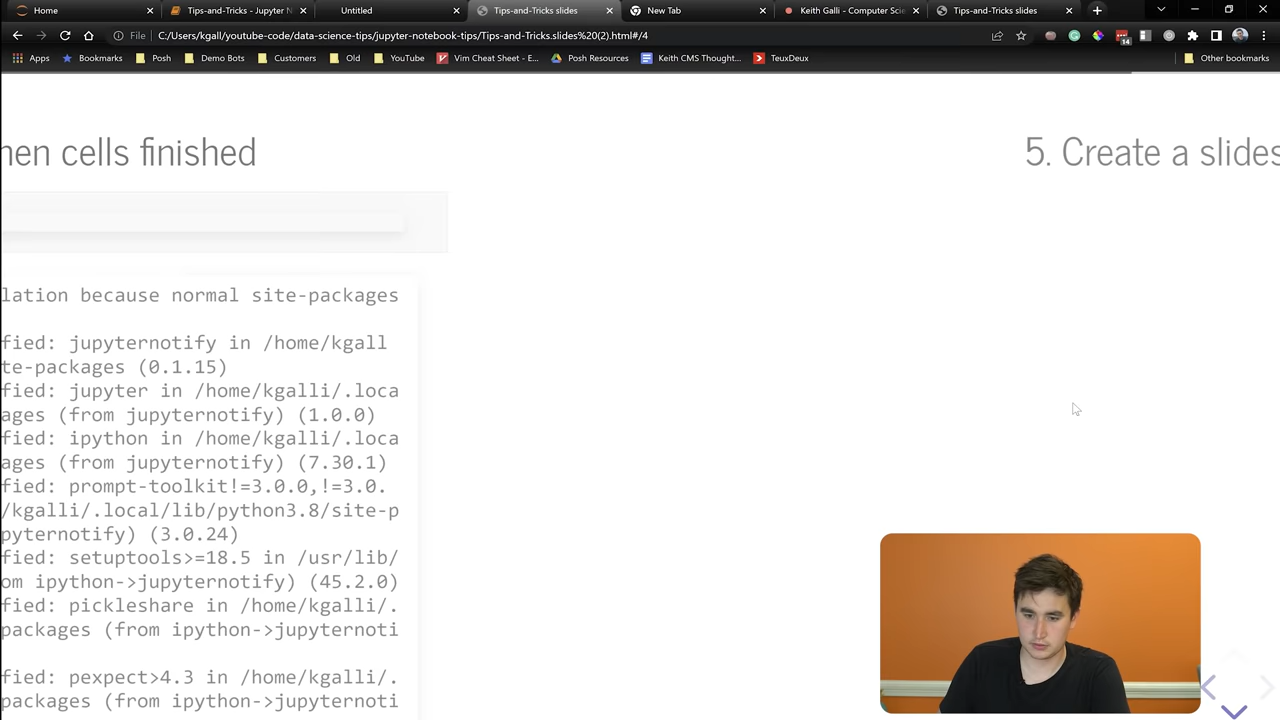 Home
Tips-and-Tricks - Jupyter N
Untitled
Tips-and-Tricks slides
New Tab
Keith Galli - Computer Scie
Tips-and-Tricks slides
File
C:/Users/kgall/youtube-code/data-science-tips/jupyter-notebook-tips/Tips-and-Tricks.slides%20(2).html#/4
14
Apps
Bookmarks
Posh
Demo Bots
Customers
Old
YouTube
Vim Cheat Sheet - E...
Posh Resources
Keith CMS Thought...
TeuxDeux
Other bookmarks
hen cells finished
5. Create a slides
lation because normal site-packages
fied: jupyternotify in /home/kgall
te-packages (0.1.15)
fied: jupyter in /home/kgalli/.loca
ages (from jupyternotify) (1.0.0)
fied: ipython in /home/kgalli/.loca
ages (from jupyternotify) (7.30.1)
fied: prompt-toolkit!=3.0.0,!=3.0.
/kgalli/.local/lib/python3.8/site-p
pyternotify) (3.0.24)
fied: setuptools>=18.5 in /usr/lib/
om ipython->jupyternotify) (45.2.0)
fied: pickleshare in /home/kgalli/.
packages (from ipython->jupyternoti
fied: pexpect>4.3 in /home/kgalli/.
packages (from ipython->jupyternoti